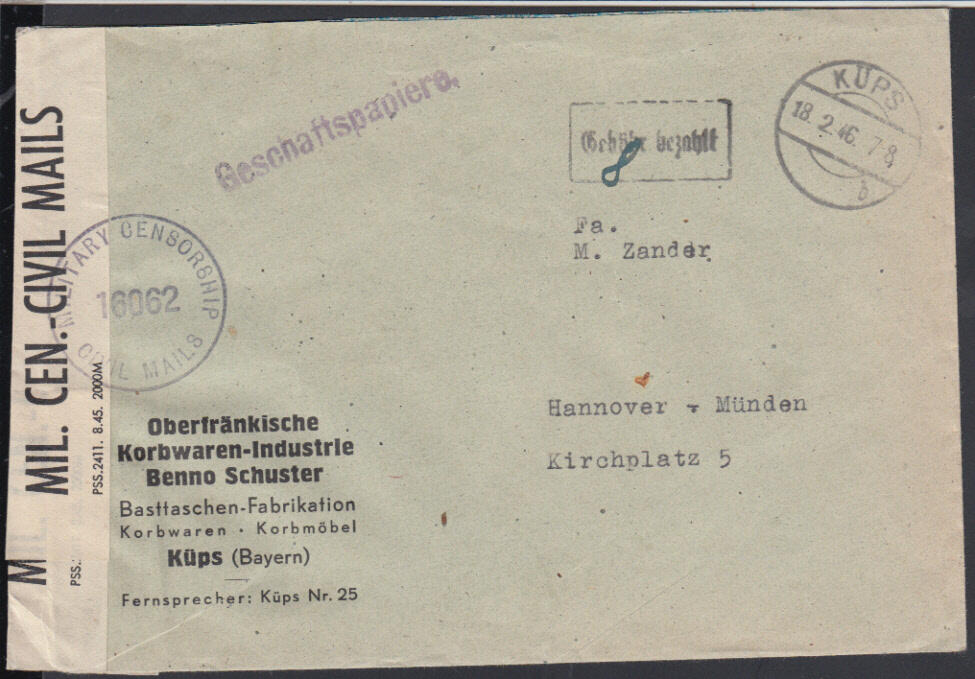 Geschäftspapiere.
Gebühr bezahlt
8
KÜPS
18.2.46. 7-8
b
Fa.
M. Zander
Hannover - Münden
Kirchplatz 5
MIL. CEN.-CIVIL MAILS
PSS.2411. 8.45. 2000M
MILITARY CENSORSHIP
16062
CIVIL MAILS
M
PSS.
Oberfränkische
Korbwaren-Industrie
Benno Schuster
Basttaschen-Fabrikation
Korbwaren · Korbmöbel
Küps (Bayern)
Fernsprecher: Küps Nr. 25